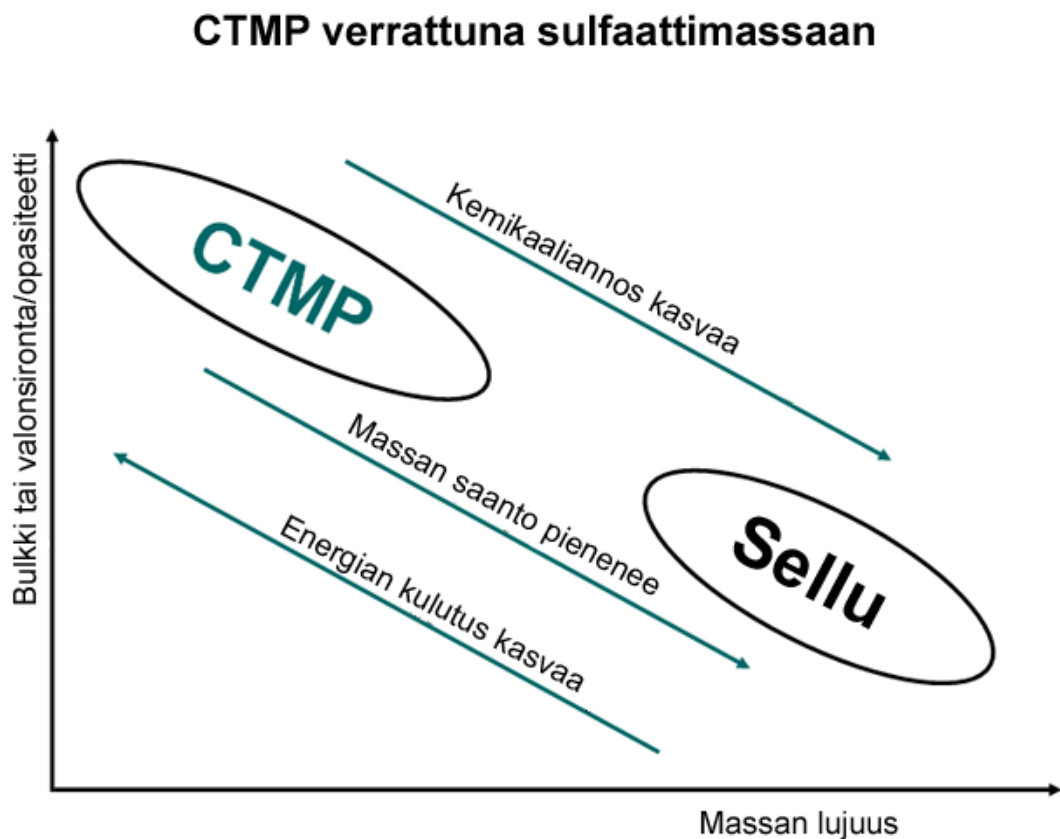 CTMP verrattuna sulfaattimassaan
Bulkki tai valonsironta/opasiteetti
CTMP
Kemikaaliannos kasvaa
Massan saanto pienenee
Energian kulutus kasvaa
Sellu
Massan lujuus